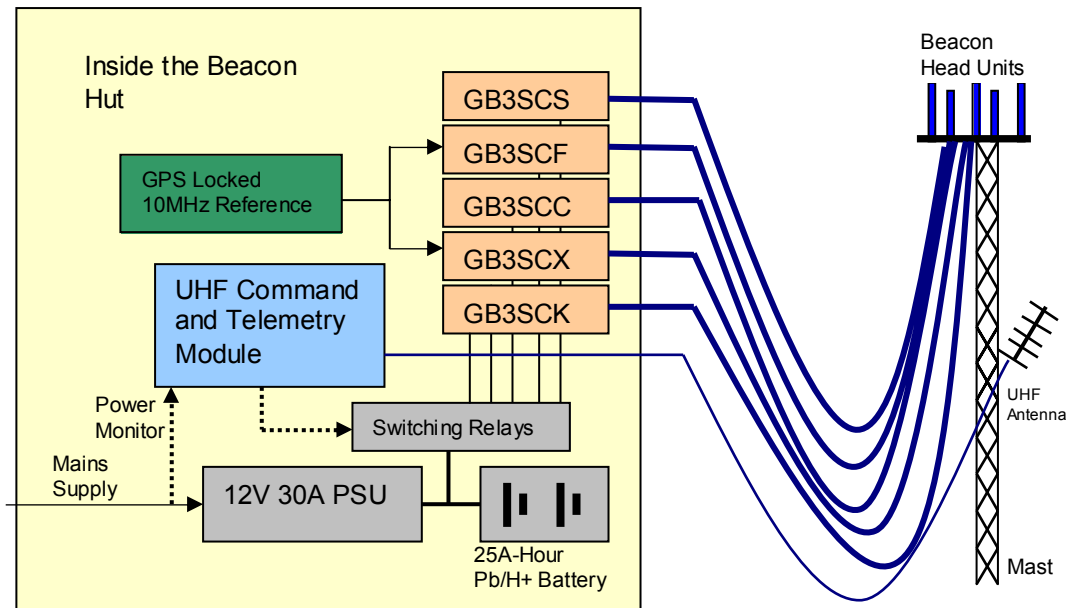 Inside the Beacon
Hut
GB3SCS
GB3SCF
GB3SCC
GB3SCX
GB3SCK
GPS Locked
10MHz Reference
UHF Command
and Telemetry
Module
Power
Monitor
Switching Relays
Mains
Supply
12V 30A PSU
25A-Hour
Pb/H+ Battery
Beacon
Head Units
UHF
Antenna
Mast